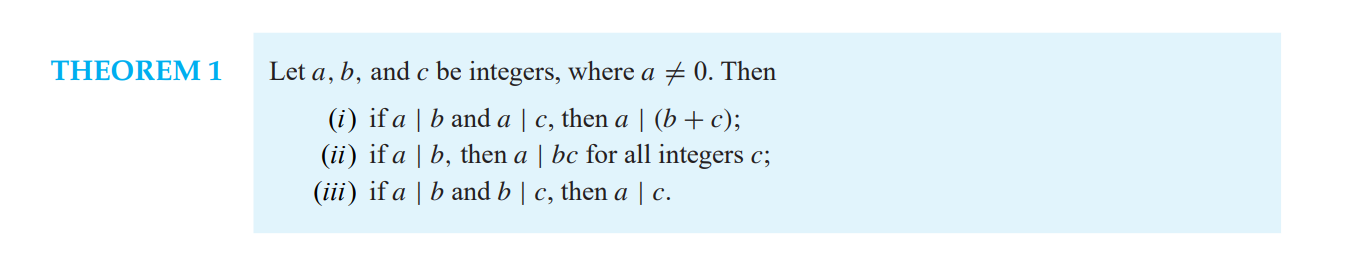 THEOREM 1
Let a, b, and c be integers, where a ≠ 0. Then
(i) if a | b and a | c, then a | (b + c);
(ii) if a | b, then a | bc for all integers c;
(iii) if a | b and b | c, then a | c.